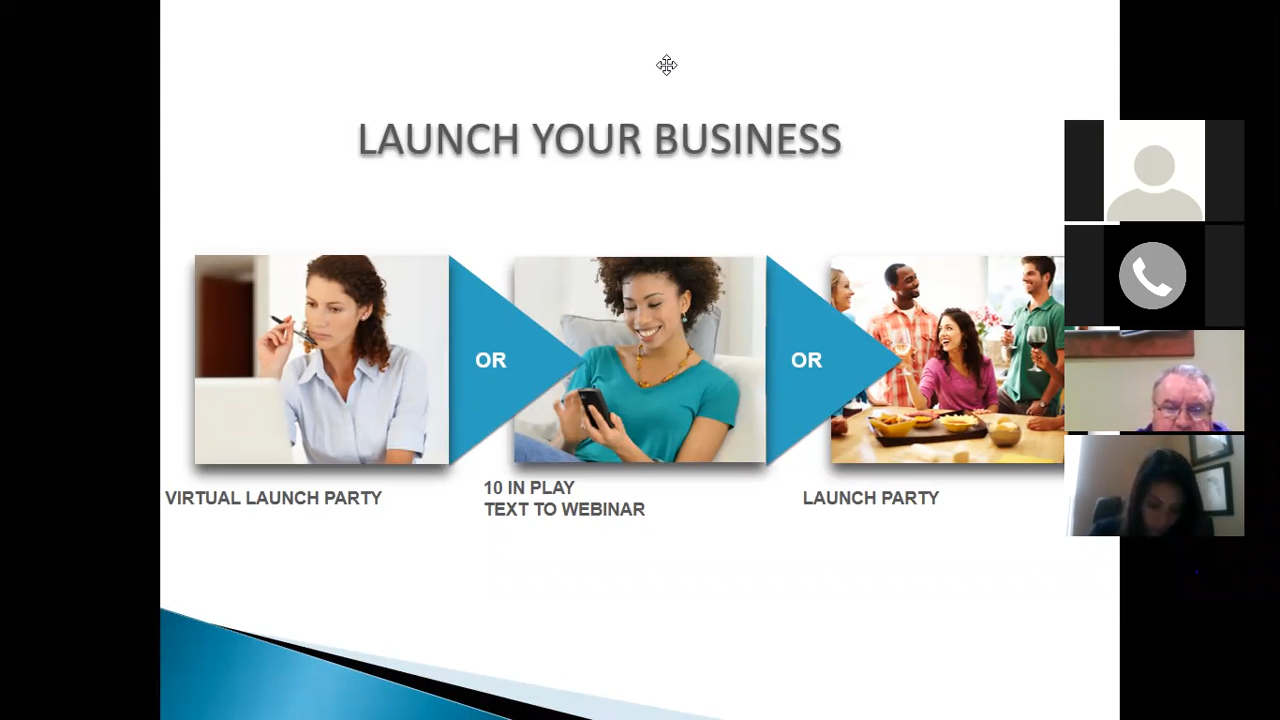 LAUNCH YOUR BUSINESS
OR
OR
VIRTUAL LAUNCH PARTY
10 IN PLAY
TEXT TO WEBINAR
LAUNCH PARTY